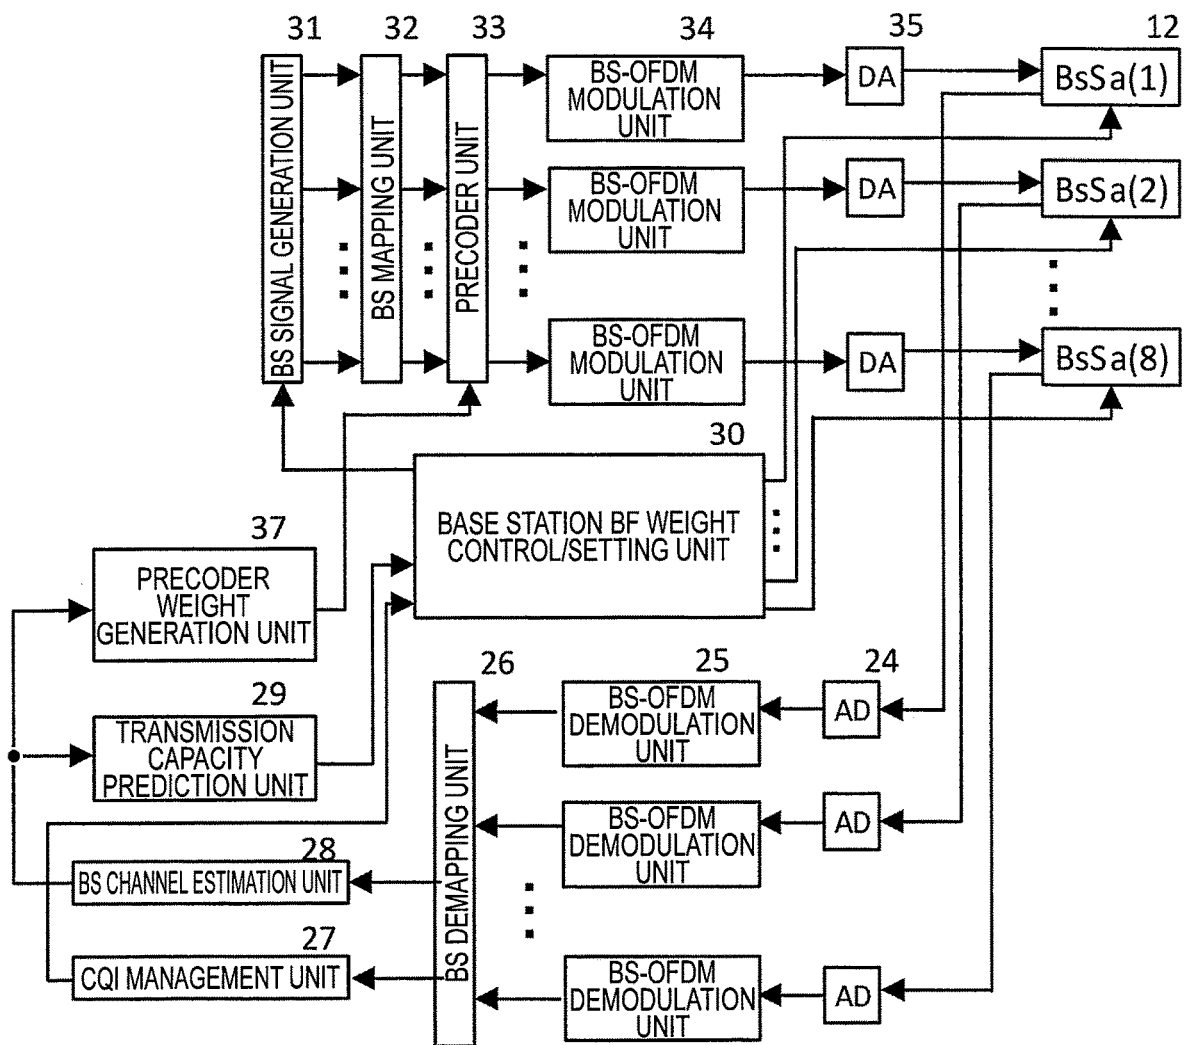 31 32 33 34 35 12
BS SIGNAL GENERATION UNIT
BS MAPPING UNIT
PRECODER UNIT
BS-OFDM
MODULATION
UNIT
DA
BsSa(1)
BS-OFDM
MODULATION
UNIT
DA
BsSa(2)
BS-OFDM
MODULATION
UNIT
DA
BsSa(8)
30
BASE STATION BF WEIGHT
CONTROL/SETTING UNIT
37
PRECODER
WEIGHT
GENERATION UNIT
29
TRANSMISSION
CAPACITY
PREDICTION UNIT
28
BS CHANNEL ESTIMATION UNIT
27
CQI MANAGEMENT UNIT
26 25 24
BS DEMAPPING UNIT
BS-OFDM
DEMODULATION
UNIT
AD
BS-OFDM
DEMODULATION
UNIT
AD
BS-OFDM
DEMODULATION
UNIT
AD